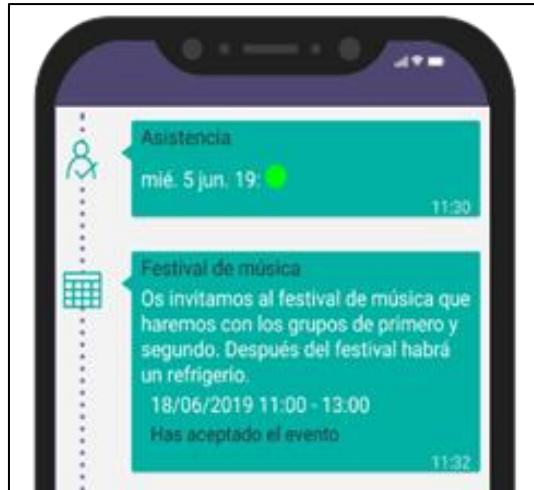 Asistencia
mié. 5 jun. 19:
11:30
Festival de música
Os invitamos al festival de música que
haremos con los grupos de primero y
segundo. Después del festival habrá
un refrigerio.
18/06/2019 11:00 - 13:00
Has aceptado el evento
11:32